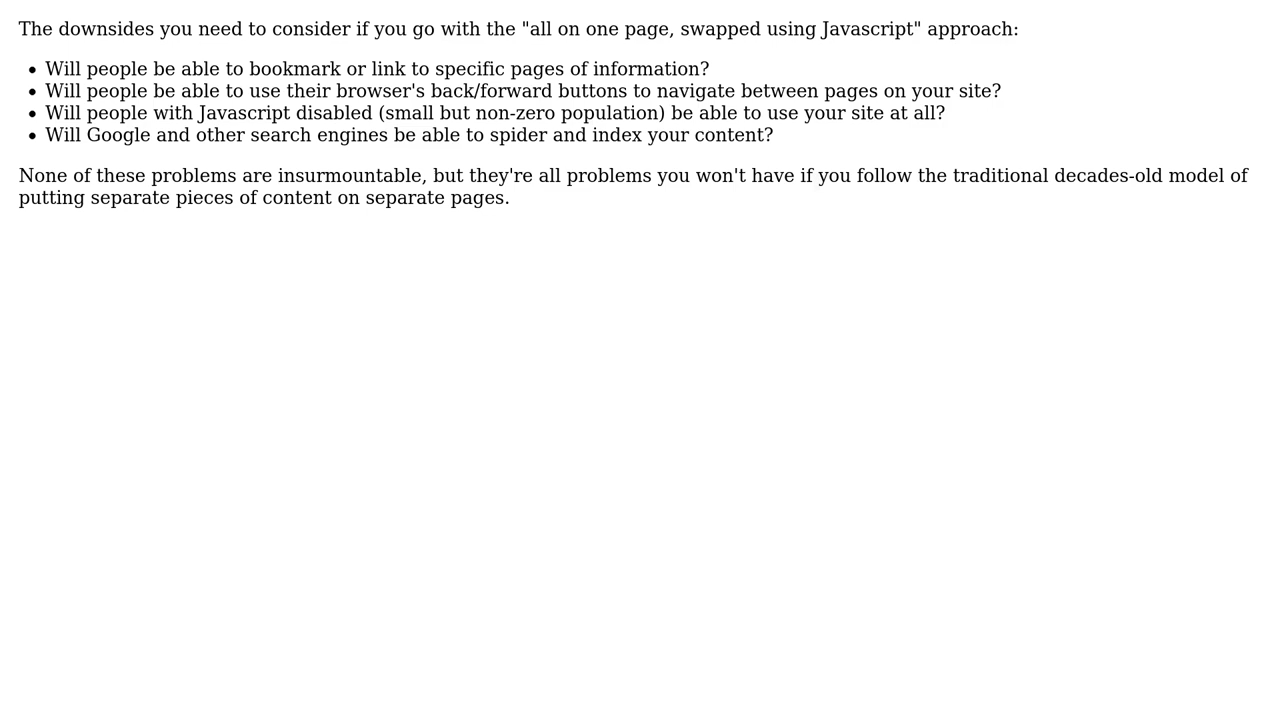 The downsides you need to consider if you go with the "all on one page, swapped using Javascript" approach:
• Will people be able to bookmark or link to specific pages of information?
• Will people be able to use their browser's back/forward buttons to navigate between pages on your site?
• Will people with Javascript disabled (small but non-zero population) be able to use your site at all?
• Will Google and other search engines be able to spider and index your content?
None of these problems are insurmountable, but they're all problems you won't have if you follow the traditional decades-old model of
putting separate pieces of content on separate pages.